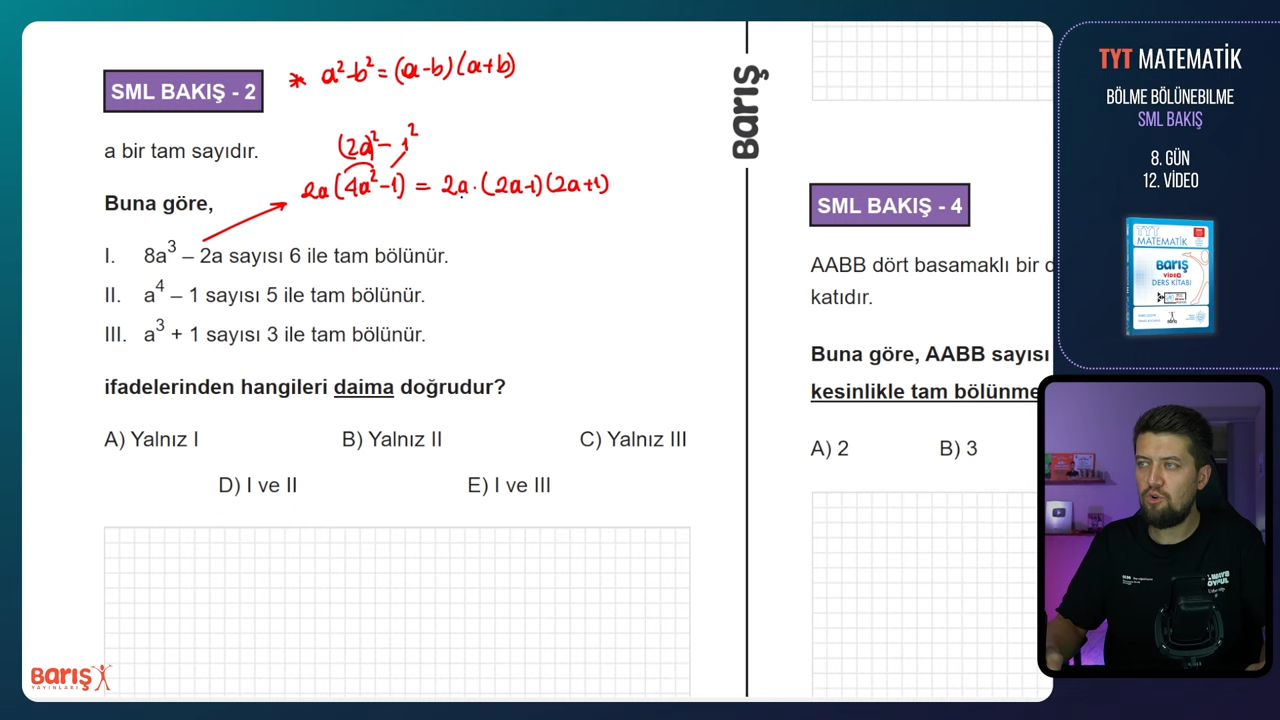 SML BAKIŞ - 2
* a² - b² = (a-b)(a+b)
a bir tam sayıdır.
(2a)² - 1²
2a(4a² - 1) = 2a·(2a-1)(2a+1)
Buna göre,
I. 8a³ – 2a sayısı 6 ile tam bölünür.
II. a⁴ – 1 sayısı 5 ile tam bölünür.
III. a³ + 1 sayısı 3 ile tam bölünür.
ifadelerinden hangileri daima doğrudur?
A) Yalnız I B) Yalnız II C) Yalnız III
D) I ve II E) I ve III
BARIŞ
YAYINLARI
Barış
SML BAKIŞ - 4
AABB dört basamaklı bir
katıdır.
Buna göre, AABB sayısı
kesinlikle tam bölünme
A) 2 B) 3
TYT MATEMATİK
BÖLME BÖLÜNEBILME
SML BAKIŞ
8. GÜN
12. VİDEO
TYT
MATEMATİK
BARIŞ
VİDEO
DERS KİTABI